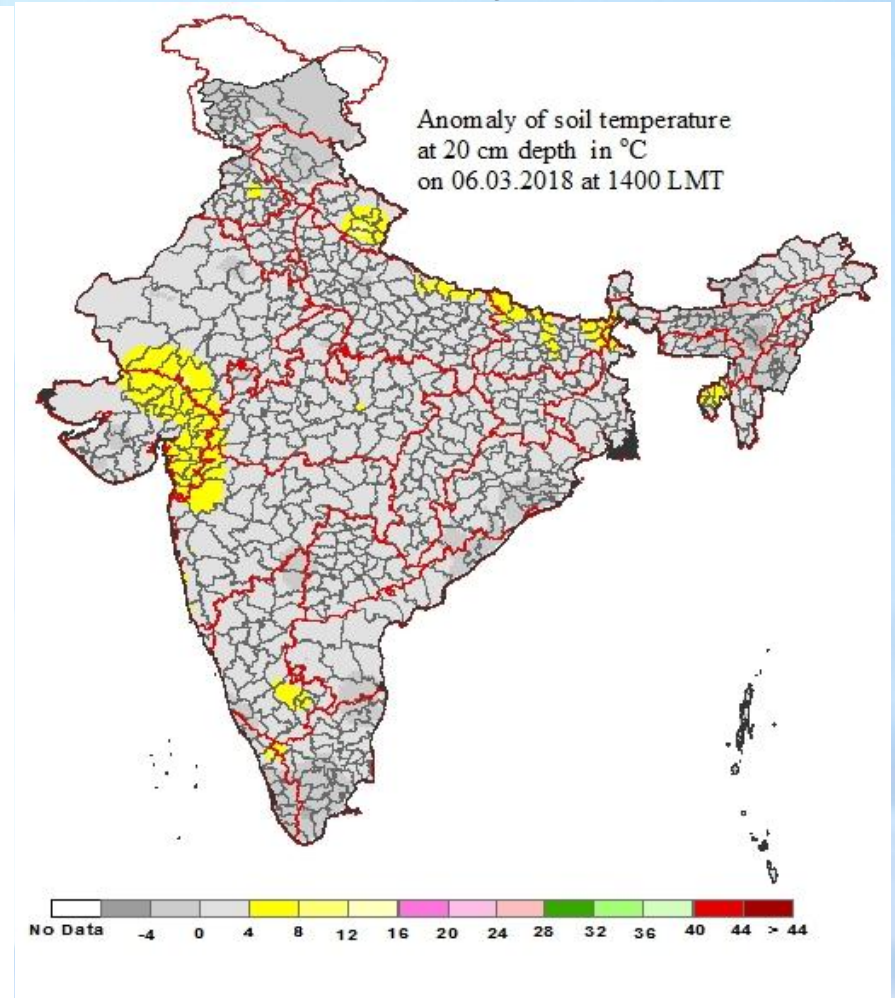 Anomaly of soil temperature
at 20 cm depth in °C
on 06.03.2018 at 1400 LMT
No Data -4 0 4 8 12 16 20 24 28 32 36 40 44 > 44